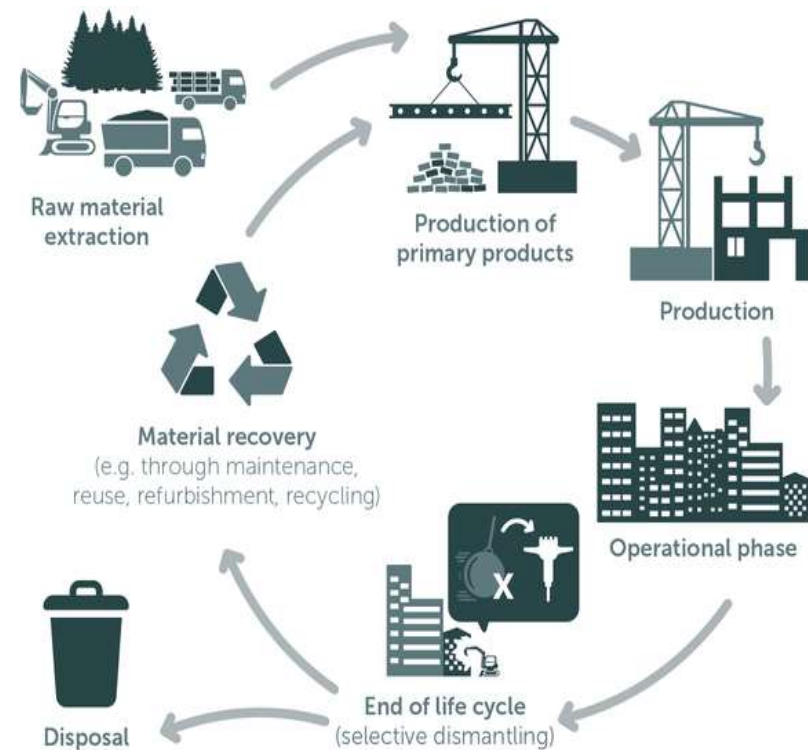 Raw material
extraction
Production of
primary products
Production
Material recovery
(e.g. through maintenance,
reuse, refurbishment, recycling)
Operational phase
X
End of life cycle
(selective dismantling)
Disposal